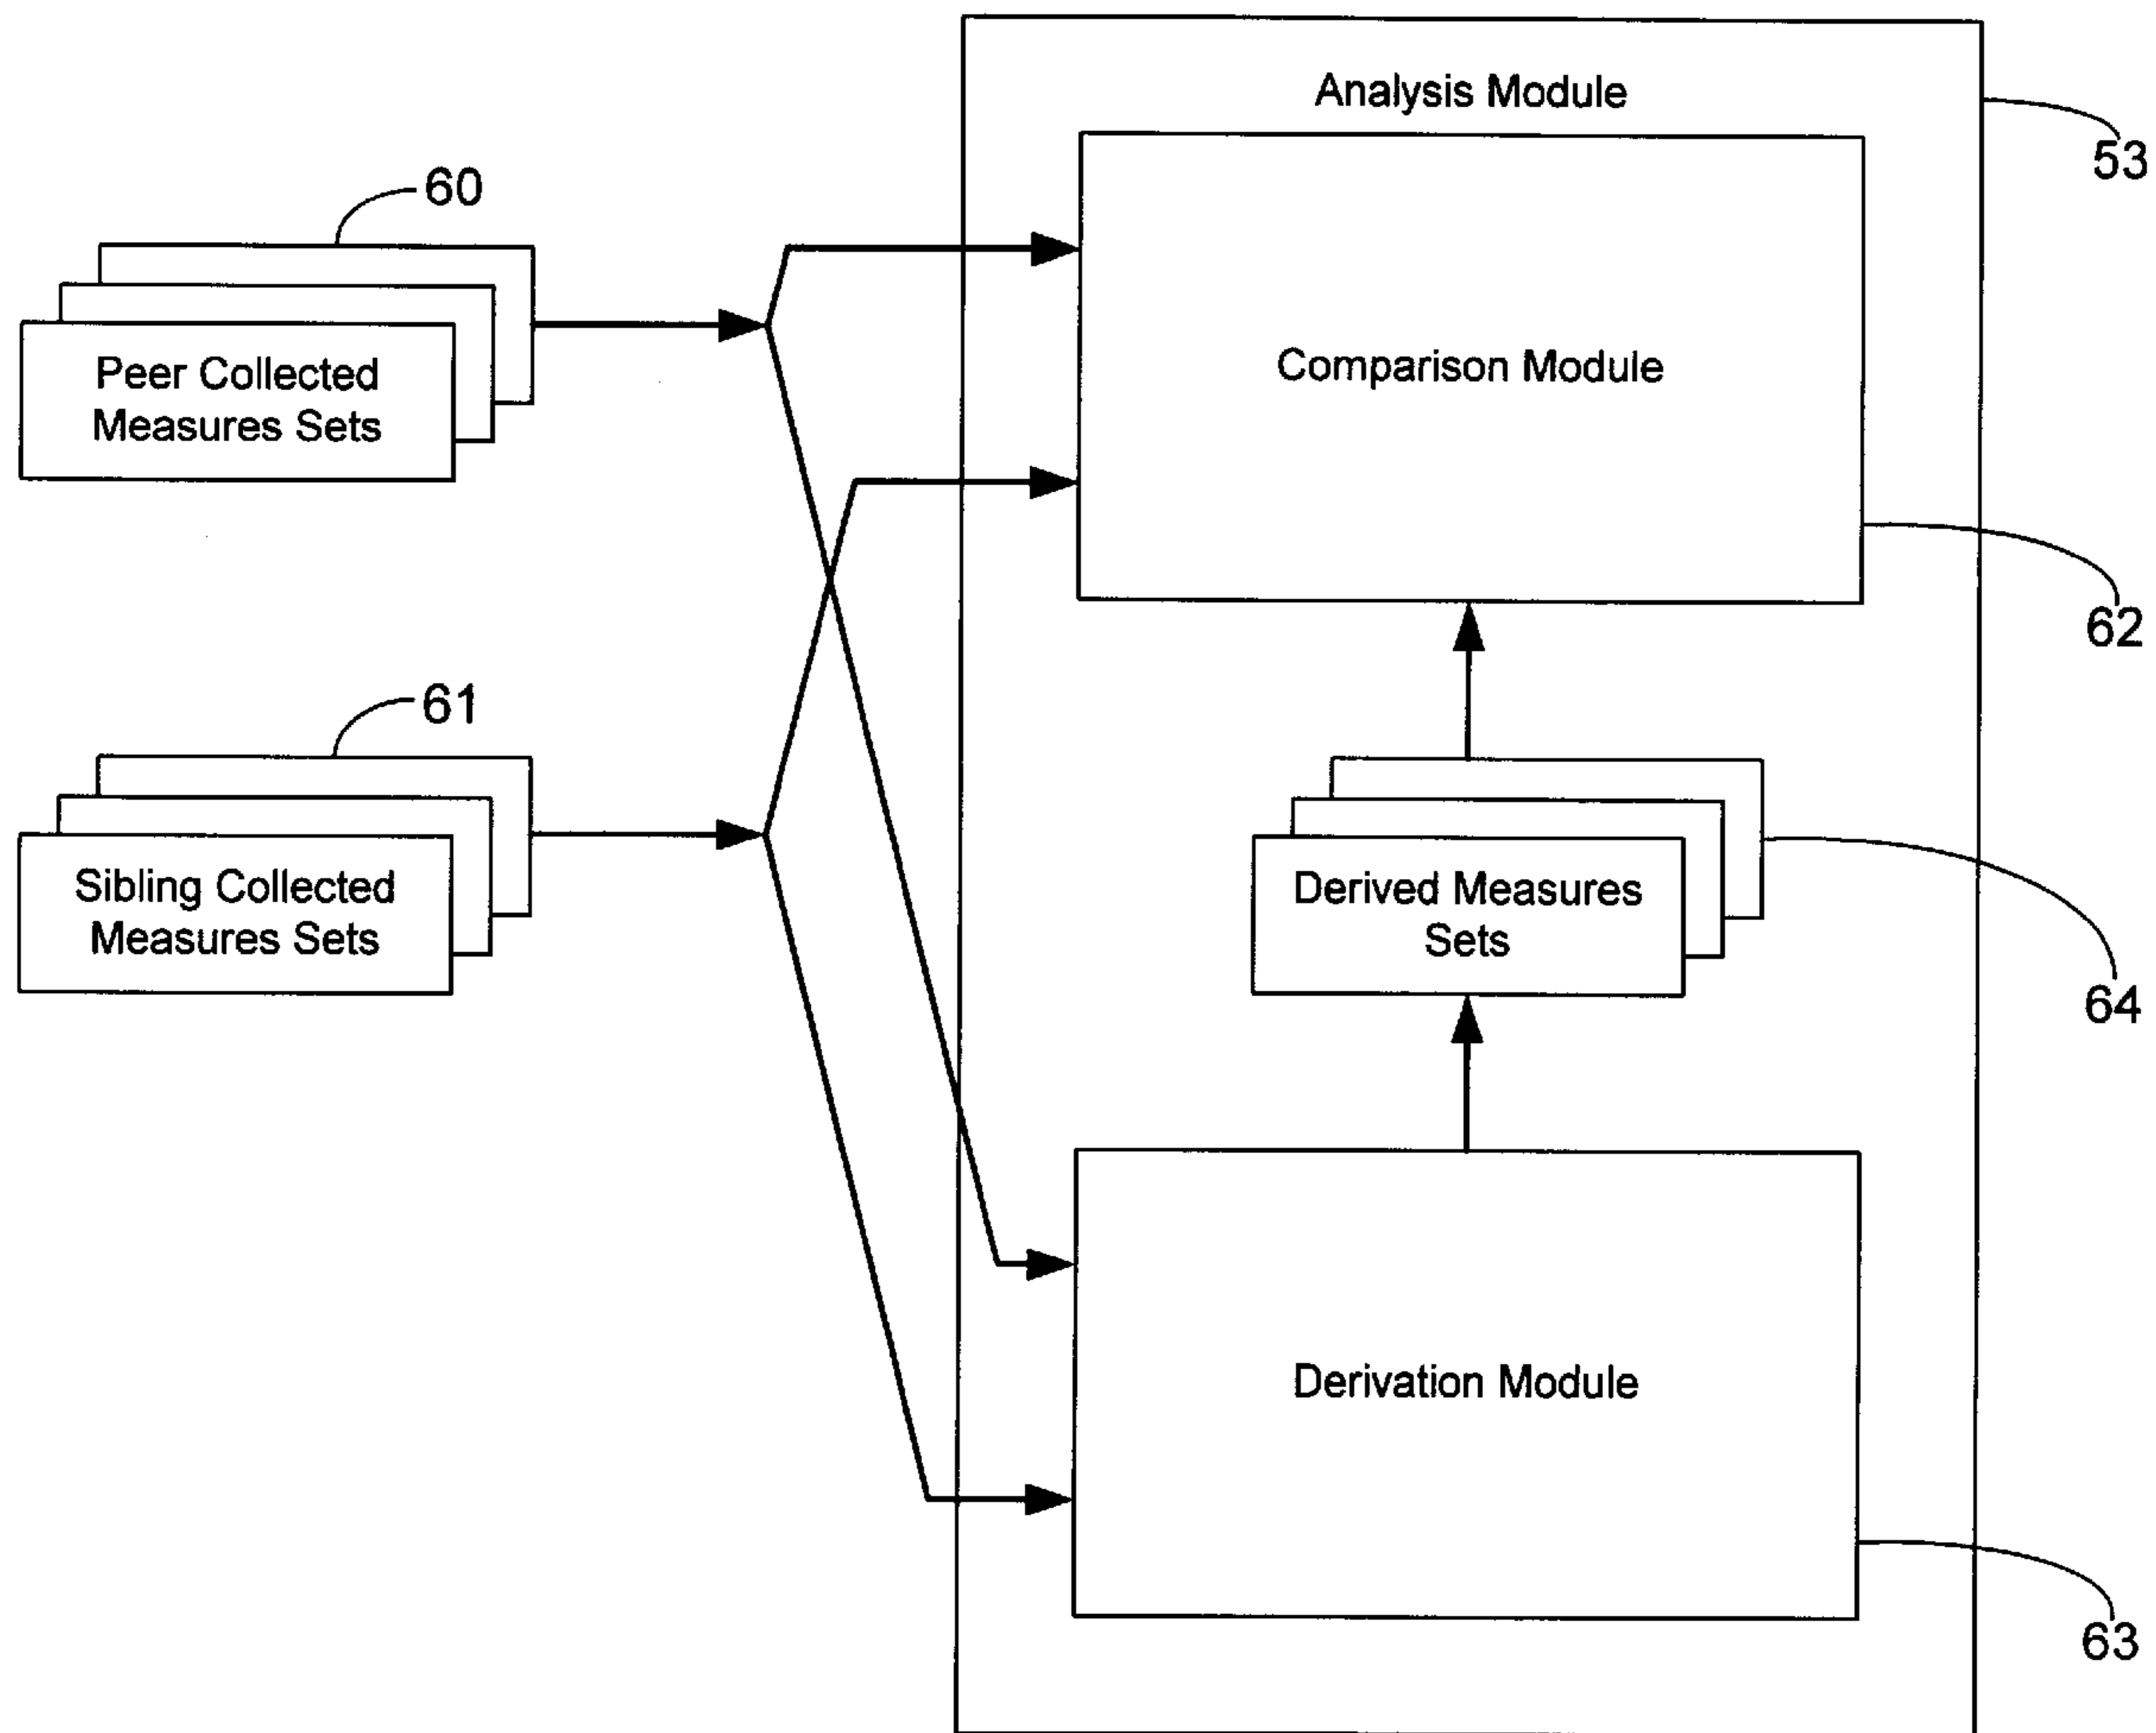 Analysis Module
53
60
Peer Collected
Measures Sets
Comparison Module
62
61
Sibling Collected
Measures Sets
Derived Measures
Sets
64
Derivation Module
63